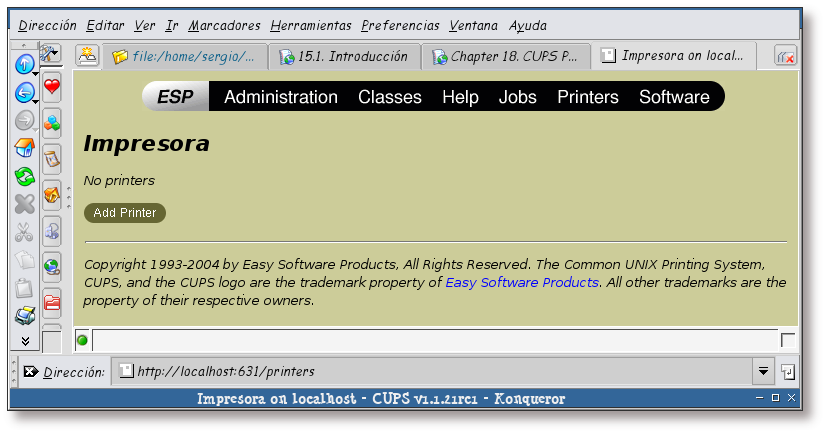 Dirección Editar Ver Ir Marcadores Herramientas Preferencias Ventana Ayuda
file:/home/sergio/... 15.1. Introducción Chapter 18. CUPS P... Impresora on local...
ESP Administration Classes Help Jobs Printers Software
Impresora
No printers
Add Printer
Copyright 1993-2004 by Easy Software Products, All Rights Reserved. The Common UNIX Printing System,
CUPS, and the CUPS logo are the trademark property of Easy Software Products. All other trademarks are the
property of their respective owners.
Dirección: http://localhost:631/printers
Impresora on localhost - CUPS v1.1.21rc1 - Konqueror